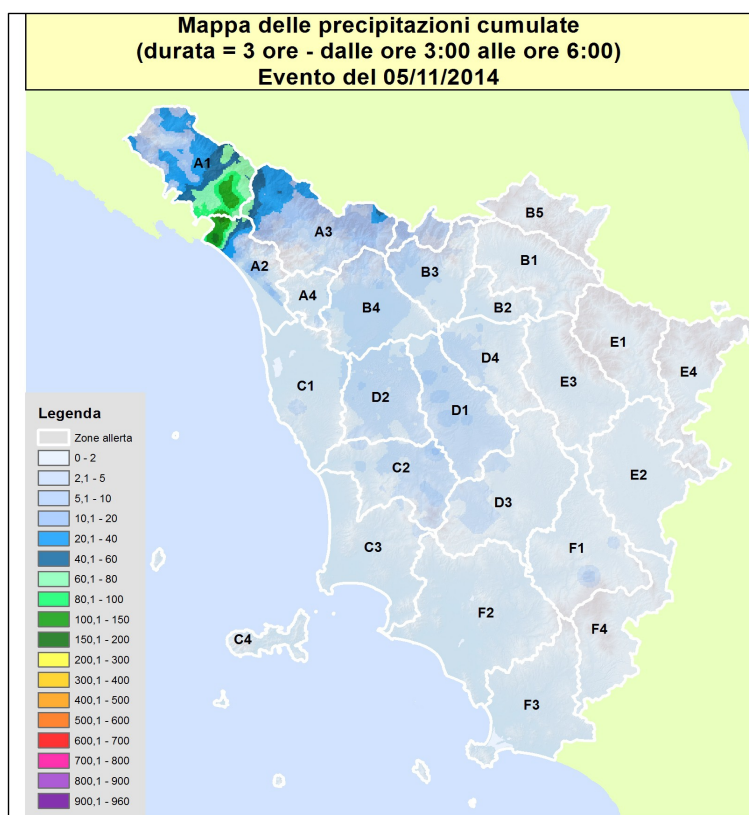 Mappa delle precipitazioni cumulate
(durata = 3 ore - dalle ore 3:00 alle ore 6:00)
Evento del 05/11/2014
A1
B5
A3
B1
A2
B3
A4
B2
B4
E1
D4
E4
E3
C1
D2
D1
C2
E2
D3
C3
F1
F2
F4
C4
F3
Legenda
Zone allerta
0 - 2
2,1 - 5
5,1 - 10
10,1 - 20
20,1 - 40
40,1 - 60
60,1 - 80
80,1 - 100
100,1 - 150
150,1 - 200
200,1 - 300
300,1 - 400
400,1 - 500
500,1 - 600
600,1 - 700
700,1 - 800
800,1 - 900
900,1 - 960